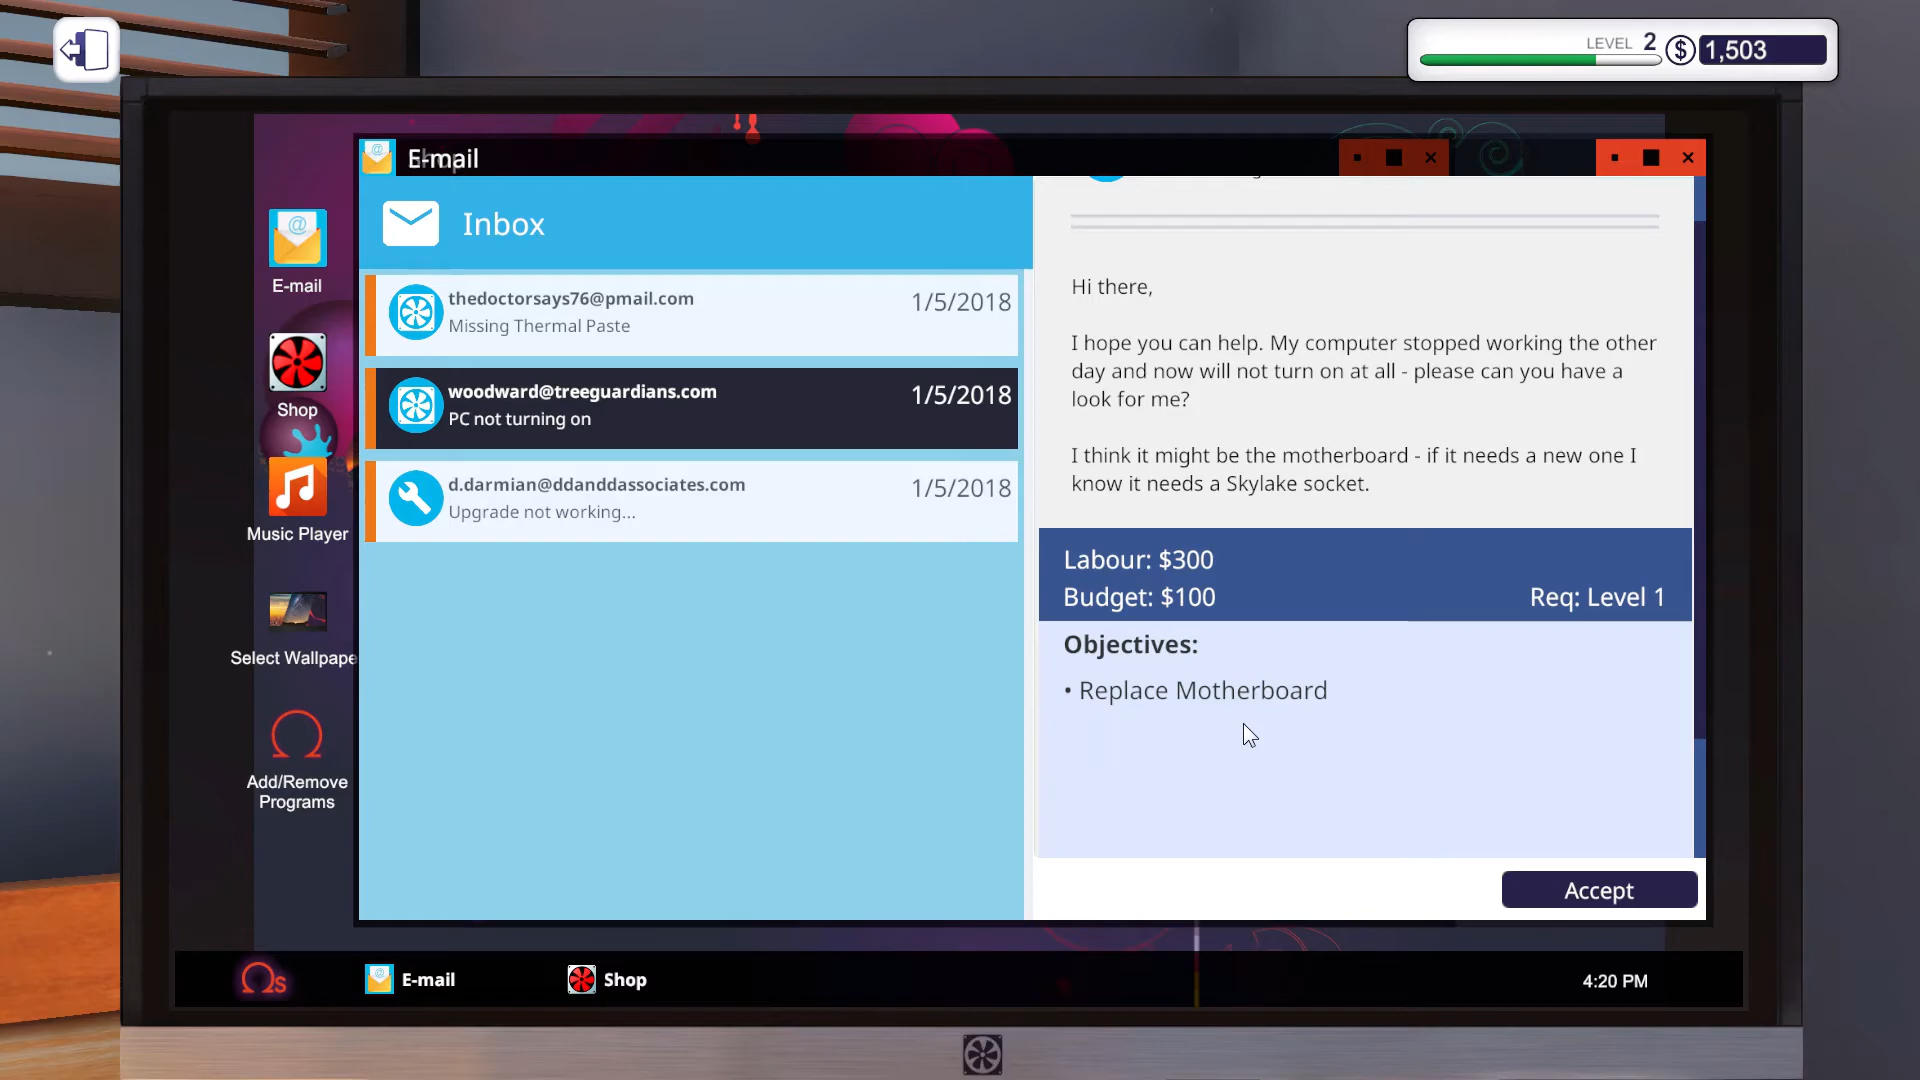 LEVEL 2
$ 1,503
E-mail
Inbox
thedoctorsays76@pmail.com
1/5/2018
Missing Thermal Paste
woodward@treeguardians.com
1/5/2018
PC not turning on
d.darmian@ddanddassociates.com
1/5/2018
Upgrade not working...
Hi there,
I hope you can help. My computer stopped working the other
day and now will not turn on at all - please can you have a
look for me?
I think it might be the motherboard - if it needs a new one I
know it needs a Skylake socket.
Labour: $300
Budget: $100
Req: Level 1
Objectives:
• Replace Motherboard
Accept
E-mail
Shop
Music Player
Select Wallpape
Add/Remove
Programs
Ωs
E-mail
Shop
4:20 PM